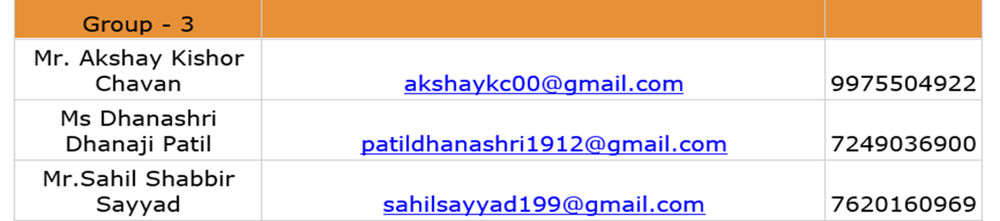 Group - 3
Mr. Akshay Kishor
Chavan
akshaykc00@gmail.com
9975504922
Ms Dhanashri
Dhanaji Patil
patildhanashri1912@gmail.com
7249036900
Mr.Sahil Shabbir
Sayyad
sahilsayyad199@gmail.com
7620160969